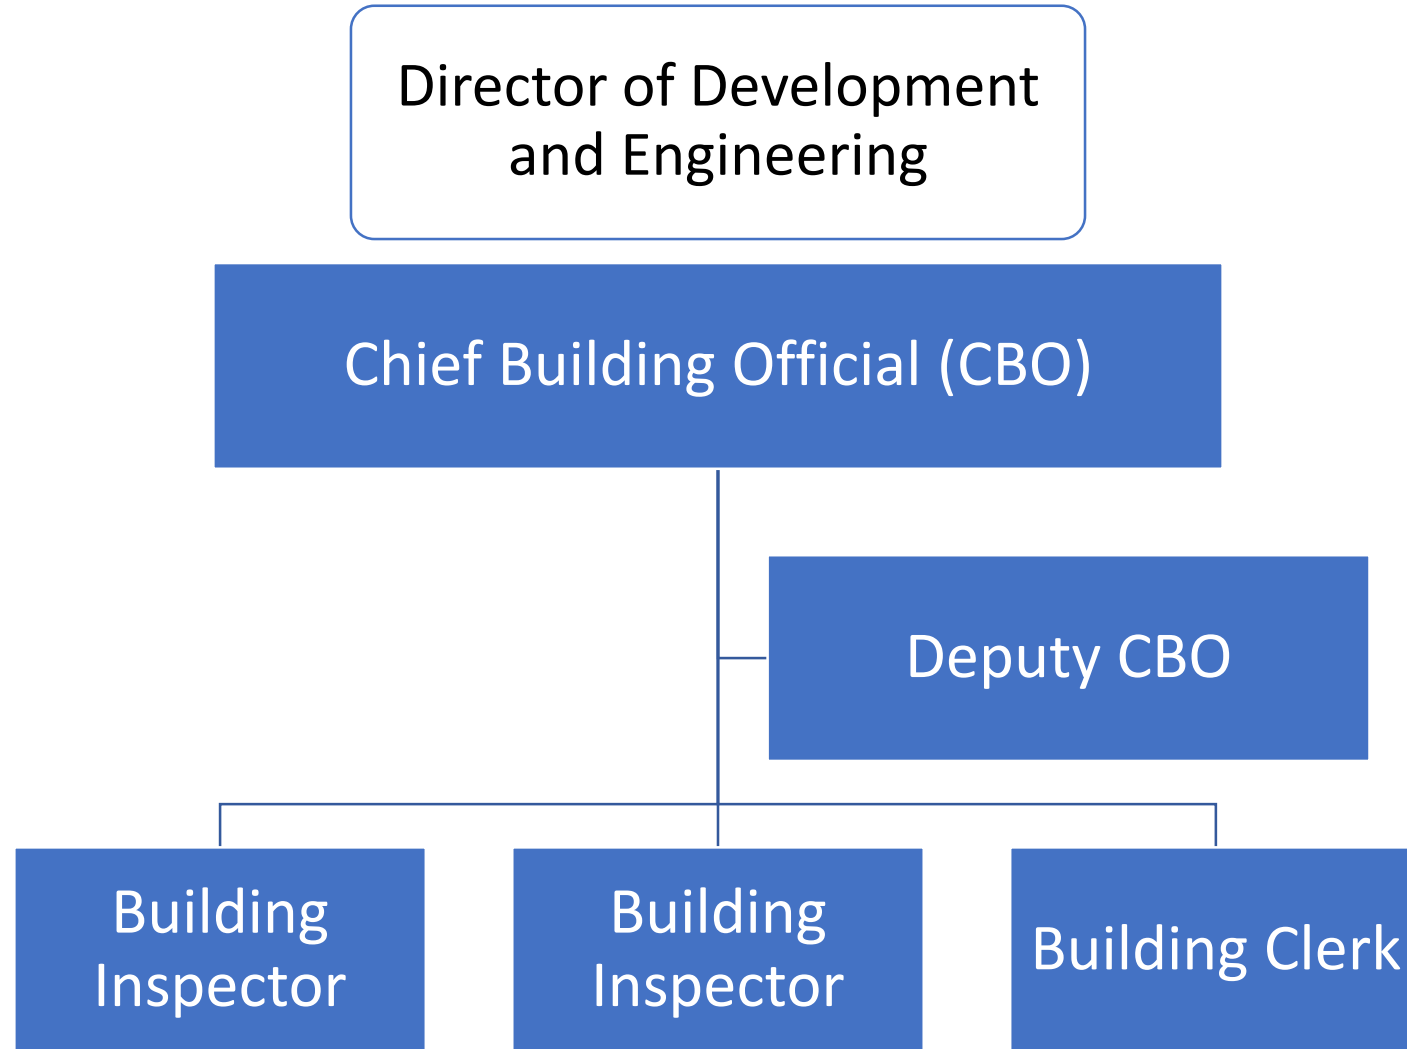 Director of Development
and Engineering
Chief Building Official (CBO)
Deputy CBO
Building
Inspector
Building
Inspector
Building Clerk